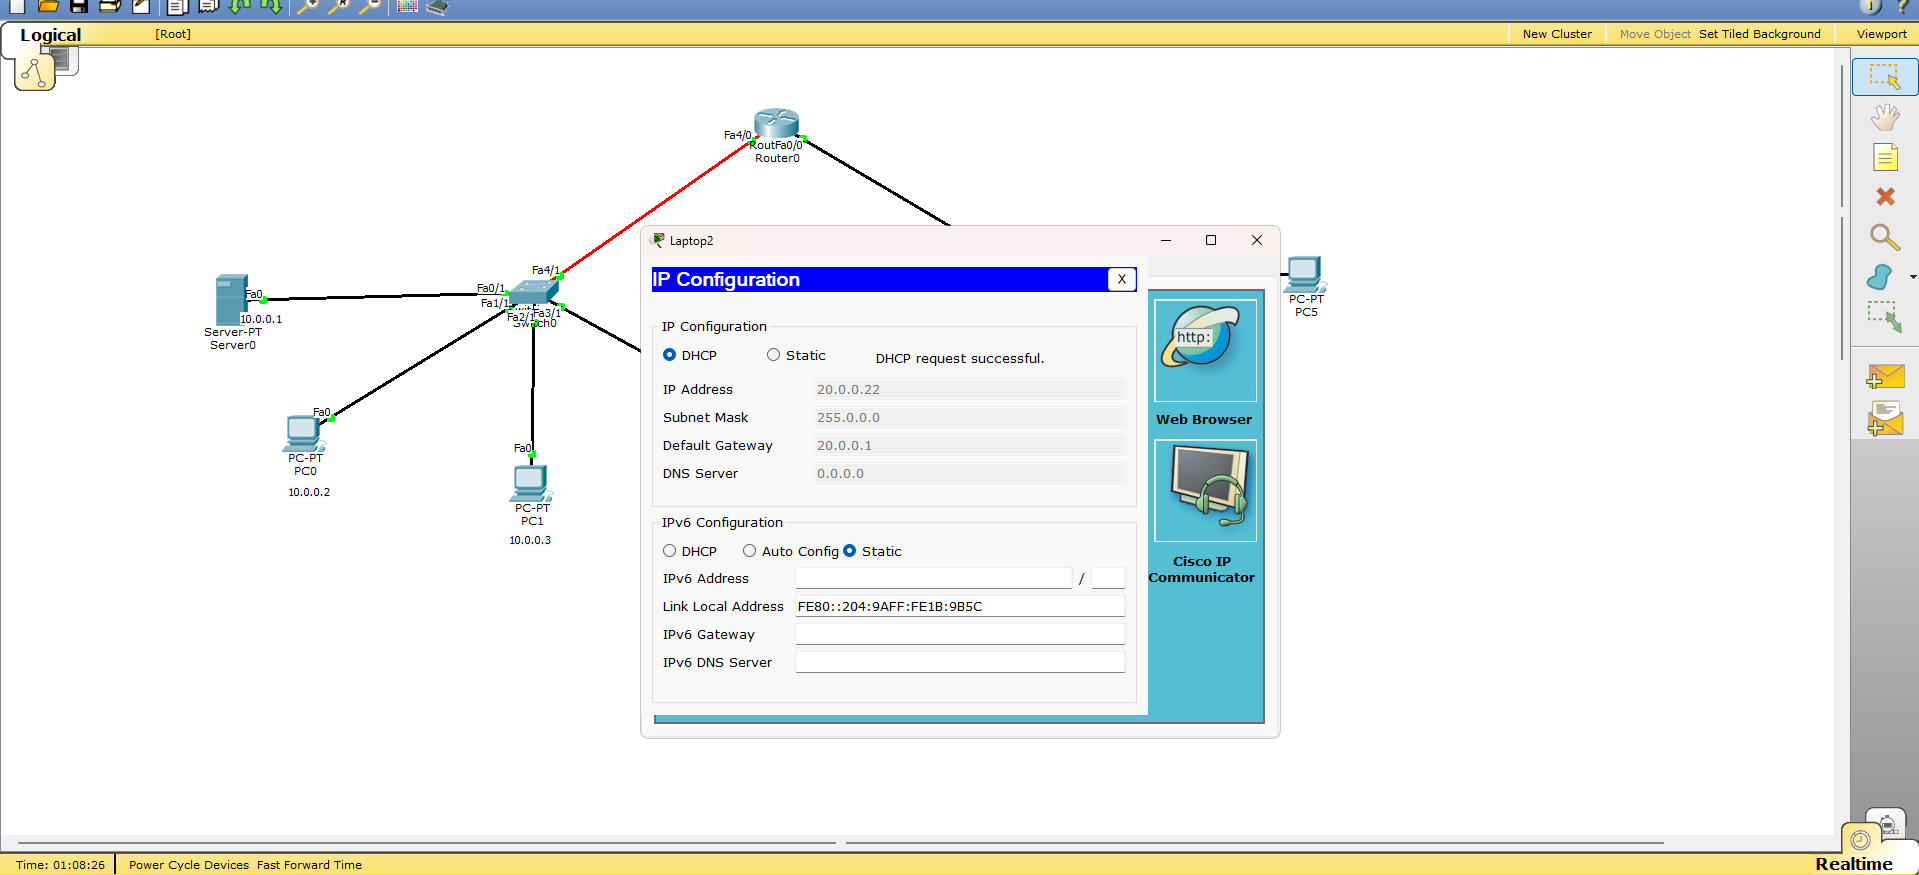 Logical
[Root]
New Cluster
Move Object
Set Tiled Background
Viewport
Fa4/0
Fa0/0
Router0
Fa4/1
Fa0/1
Fa1/1
Fa2/1
Fa3/1
Switch0
Fa0
10.0.0.1
Server-PT
Server0
Fa0
PC-PT
PC0
10.0.0.2
Fa0
PC-PT
PC1
10.0.0.3
PC-PT
PC5
Laptop2
IP Configuration
X
IP Configuration
DHCP
Static
DHCP request successful.
IP Address
20.0.0.22
Subnet Mask
255.0.0.0
Default Gateway
20.0.0.1
DNS Server
0.0.0.0
IPv6 Configuration
DHCP
Auto Config
Static
IPv6 Address
/
Link Local Address
FE80::204:9AFF:FE1B:9B5C
IPv6 Gateway
IPv6 DNS Server
http:
Web Browser
Cisco IP
Communicator
Time: 01:08:26
Power Cycle Devices
Fast Forward Time
Realtime